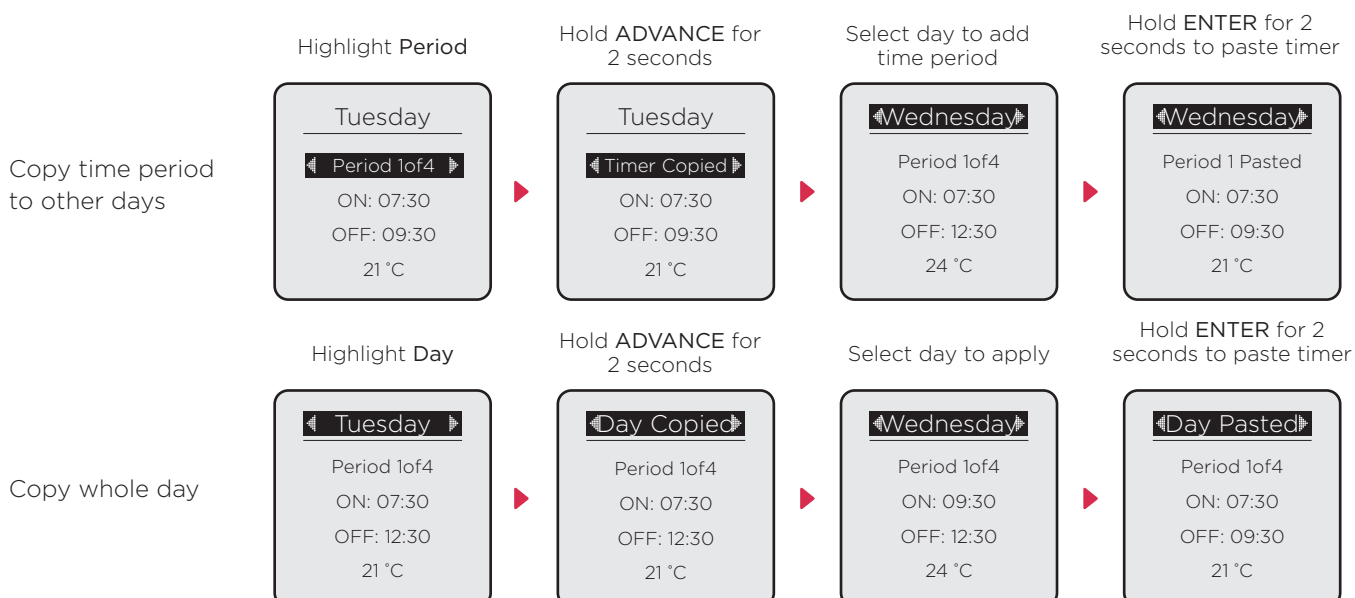 Copy time period
to other days
Highlight Period
Tuesday
Period 1of4
ON: 07:30
OFF: 09:30
21 °C
Hold ADVANCE for
2 seconds
Tuesday
Timer Copied
ON: 07:30
OFF: 09:30
21 °C
Select day to add
time period
Wednesday
Period 1of4
ON: 07:30
OFF: 12:30
24 °C
Hold ENTER for 2
seconds to paste timer
Wednesday
Period 1 Pasted
ON: 07:30
OFF: 09:30
21 °C
Copy whole day
Highlight Day
Tuesday
Period 1of4
ON: 07:30
OFF: 12:30
21 °C
Hold ADVANCE for
2 seconds
Day Copied
Period 1of4
ON: 07:30
OFF: 12:30
21 °C
Select day to apply
Wednesday
Period 1of4
ON: 09:30
OFF: 12:30
24 °C
Hold ENTER for 2
seconds to paste timer
Day Pasted
Period 1of4
ON: 07:30
OFF: 09:30
21 °C